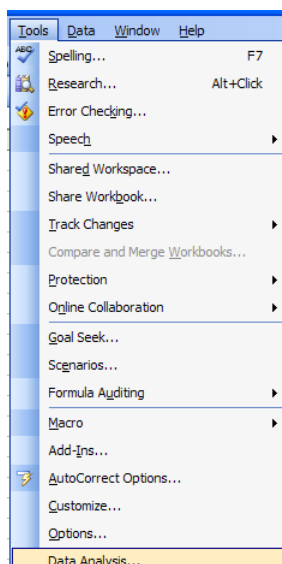 Tools Data Window Help
ABC Spelling... F7
Research... Alt+Click
Error Checking...
Speech
Shared Workspace...
Share Workbook...
Track Changes
Compare and Merge Workbooks...
Protection
Online Collaboration
Goal Seek...
Scenarios...
Formula Auditing
Macro
Add-Ins...
AutoCorrect Options...
Customize...
Options...
Data Analysis...